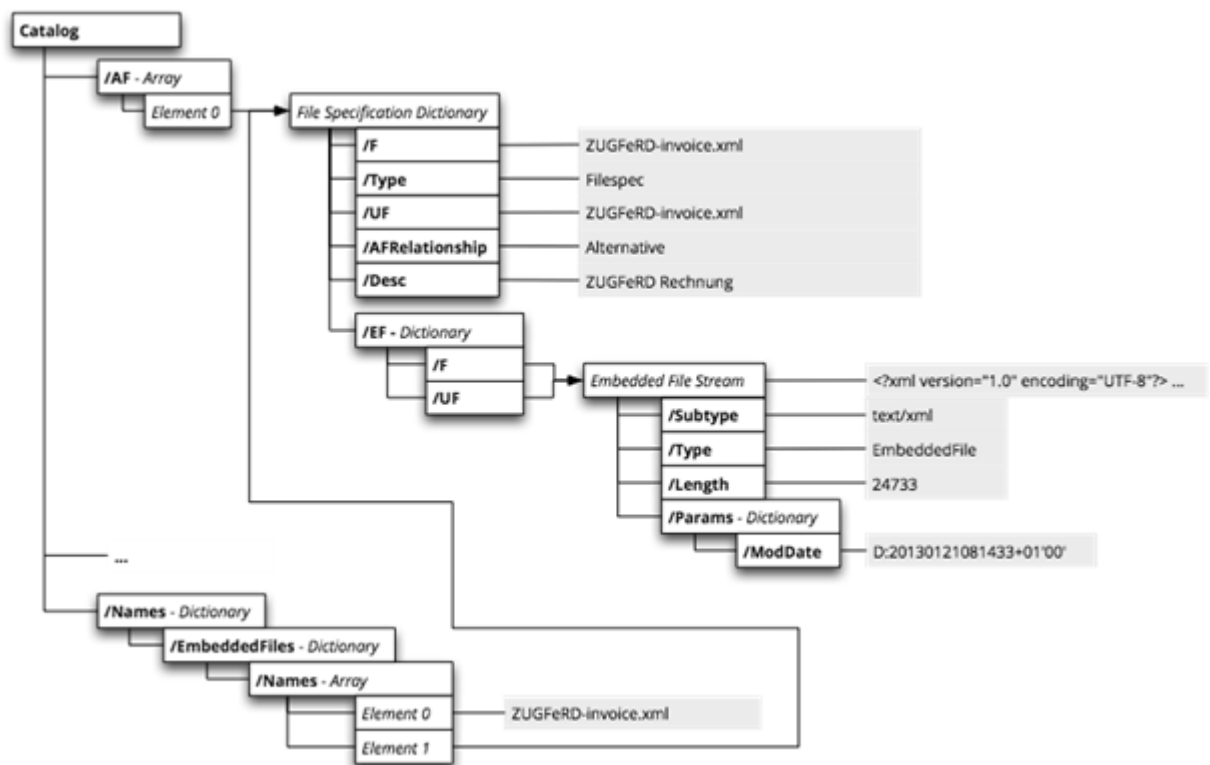 Catalog
/AF - Array
Element 0
File Specification Dictionary
/F ZUGFeRD-invoice.xml
/Type Filespec
/UF ZUGFeRD-invoice.xml
/AFRelationship Alternative
/Desc ZUGFeRD Rechnung
/EF - Dictionary
/F
/UF
Embedded File Stream <?xml version="1.0" encoding="UTF-8"?> ...
/Subtype text/xml
/Type EmbeddedFile
/Length 24733
/Params - Dictionary
/ModDate D:20130121081433+01'00'
...
/Names - Dictionary
/EmbeddedFiles - Dictionary
/Names - Array
Element 0 ZUGFeRD-invoice.xml
Element 1